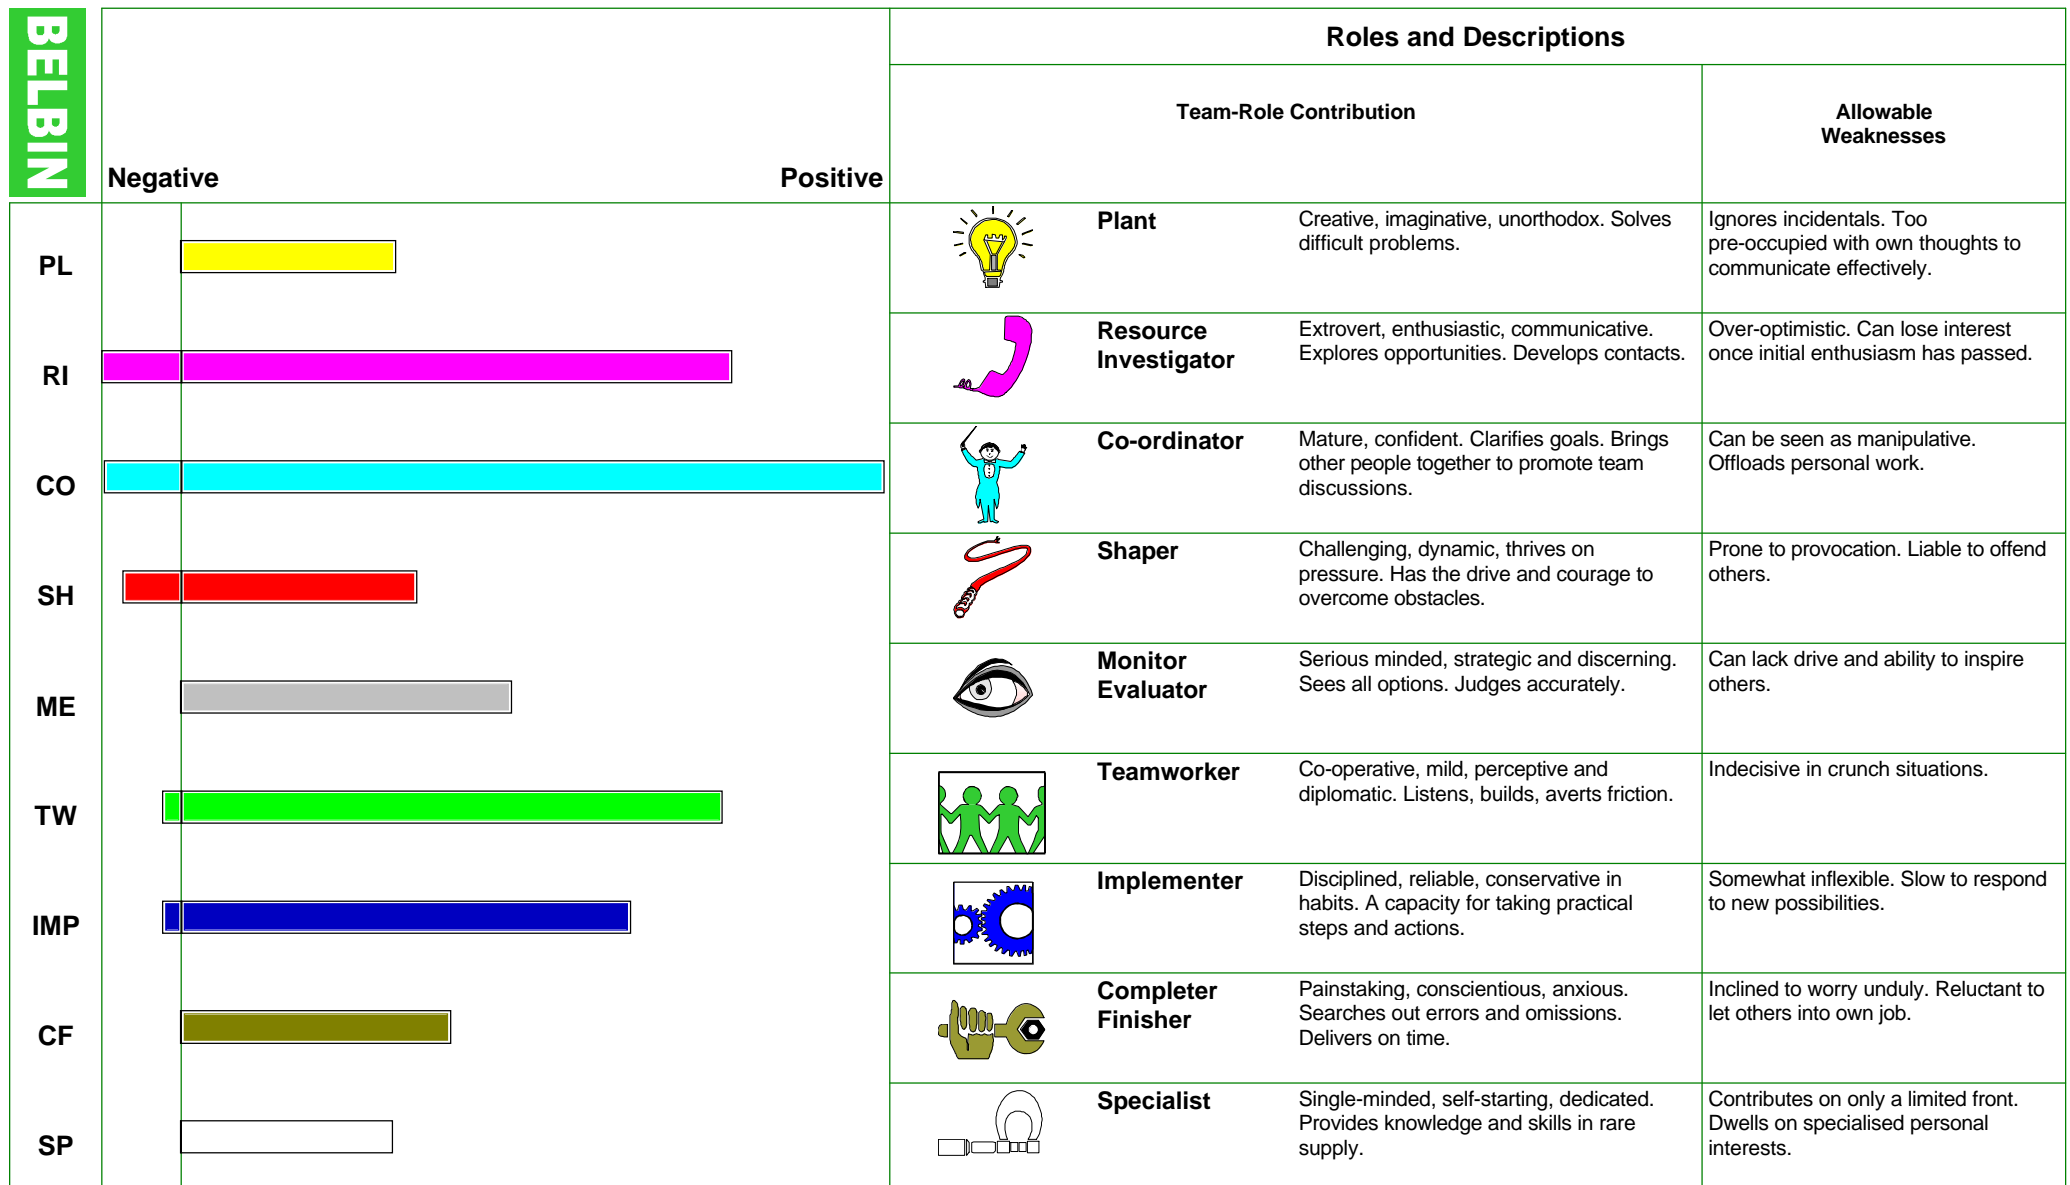 BELBIN
Negative
Positive
Roles and Descriptions
Team-Role Contribution
Allowable
Weaknesses
PL
Plant
Creative, imaginative, unorthodox. Solves
difficult problems.
Ignores incidentals. Too
pre-occupied with own thoughts to
communicate effectively.
RI
Resource
Investigator
Extrovert, enthusiastic, communicative.
Explores opportunities. Develops contacts.
Over-optimistic. Can lose interest
once initial enthusiasm has passed.
CO
Co-ordinator
Mature, confident. Clarifies goals. Brings
other people together to promote team
discussions.
Can be seen as manipulative.
Offloads personal work.
SH
Shaper
Challenging, dynamic, thrives on
pressure. Has the drive and courage to
overcome obstacles.
Prone to provocation. Liable to offend
others.
ME
Monitor
Evaluator
Serious minded, strategic and discerning.
Sees all options. Judges accurately.
Can lack drive and ability to inspire
others.
TW
Teamworker
Co-operative, mild, perceptive and
diplomatic. Listens, builds, averts friction.
Indecisive in crunch situations.
IMP
Implementer
Disciplined, reliable, conservative in
habits. A capacity for taking practical
steps and actions.
Somewhat inflexible. Slow to respond
to new possibilities.
CF
Completer
Finisher
Painstaking, conscientious, anxious.
Searches out errors and omissions.
Delivers on time.
Inclined to worry unduly. Reluctant to
let others into own job.
SP
Specialist
Single-minded, self-starting, dedicated.
Provides knowledge and skills in rare
supply.
Contributes on only a limited front.
Dwells on specialised personal
interests.